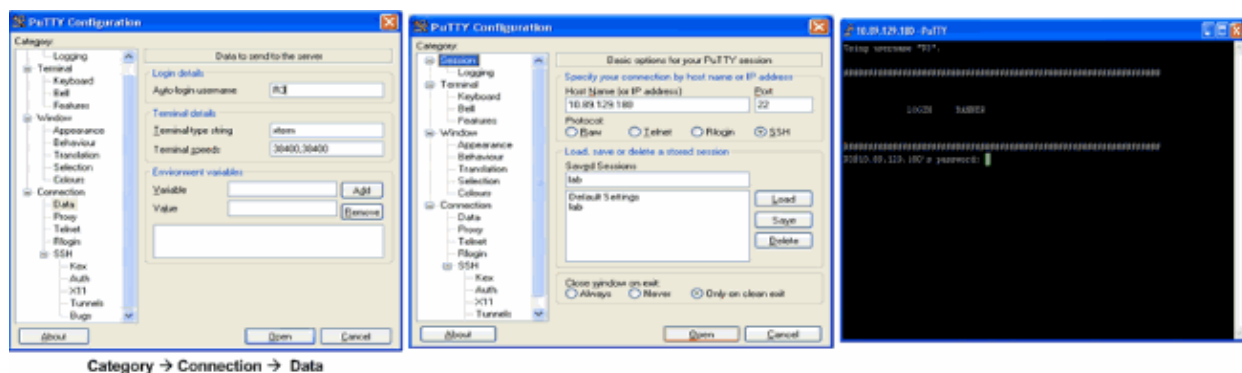 PuTTY Configuration
Category:
Logging
Terminal
Keyboard
Bell
Features
Window
Appearance
Behaviour
Translation
Selection
Colours
Connection
Data
Proxy
Telnet
Rlogin
SSH
Kex
Auth
X11
Tunnels
Bugs
Data to send to the server
Login details
Auto-login username
Terminal details
Terminal-type string xterm
Terminal speeds 38400,38400
Environment variables
Variable Add
Value Remove
About Open Cancel
Category → Connection → Data
PuTTY Configuration
Category:
Session
Logging
Terminal
Keyboard
Bell
Features
Window
Appearance
Behaviour
Translation
Selection
Colours
Connection
Data
Proxy
Telnet
Rlogin
SSH
Kex
Auth
X11
Tunnels
Basic options for your PuTTY session
Specify your connection by host name or IP address
Host Name (or IP address) Port
10.89.129.180 22
Protocol:
Raw Telnet Rlogin SSH
Load, save or delete a stored session
Saved Sessions
lab
Default Settings
lab
Load
Save
Delete
Close window on exit:
Always Never Only on clean exit
About Open Cancel
10.89.129.180 - PuTTY
Using username
LOGIN BANNER
password: